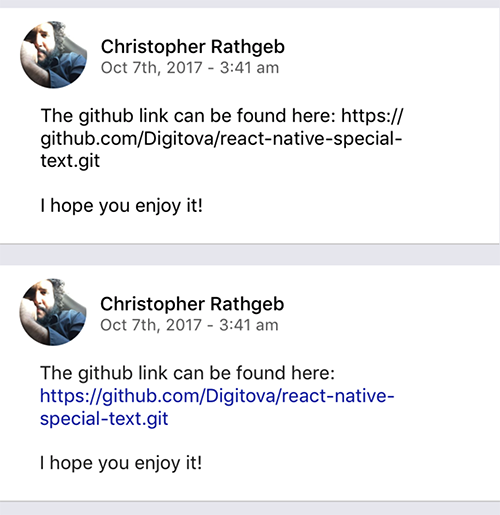 Christopher Rathgeb
Oct 7th, 2017 - 3:41 am
The github link can be found here: https://
github.com/Digitova/react-native-special-
text.git
I hope you enjoy it!
Christopher Rathgeb
Oct 7th, 2017 - 3:41 am
The github link can be found here:
https://github.com/Digitova/react-native-
special-text.git
I hope you enjoy it!